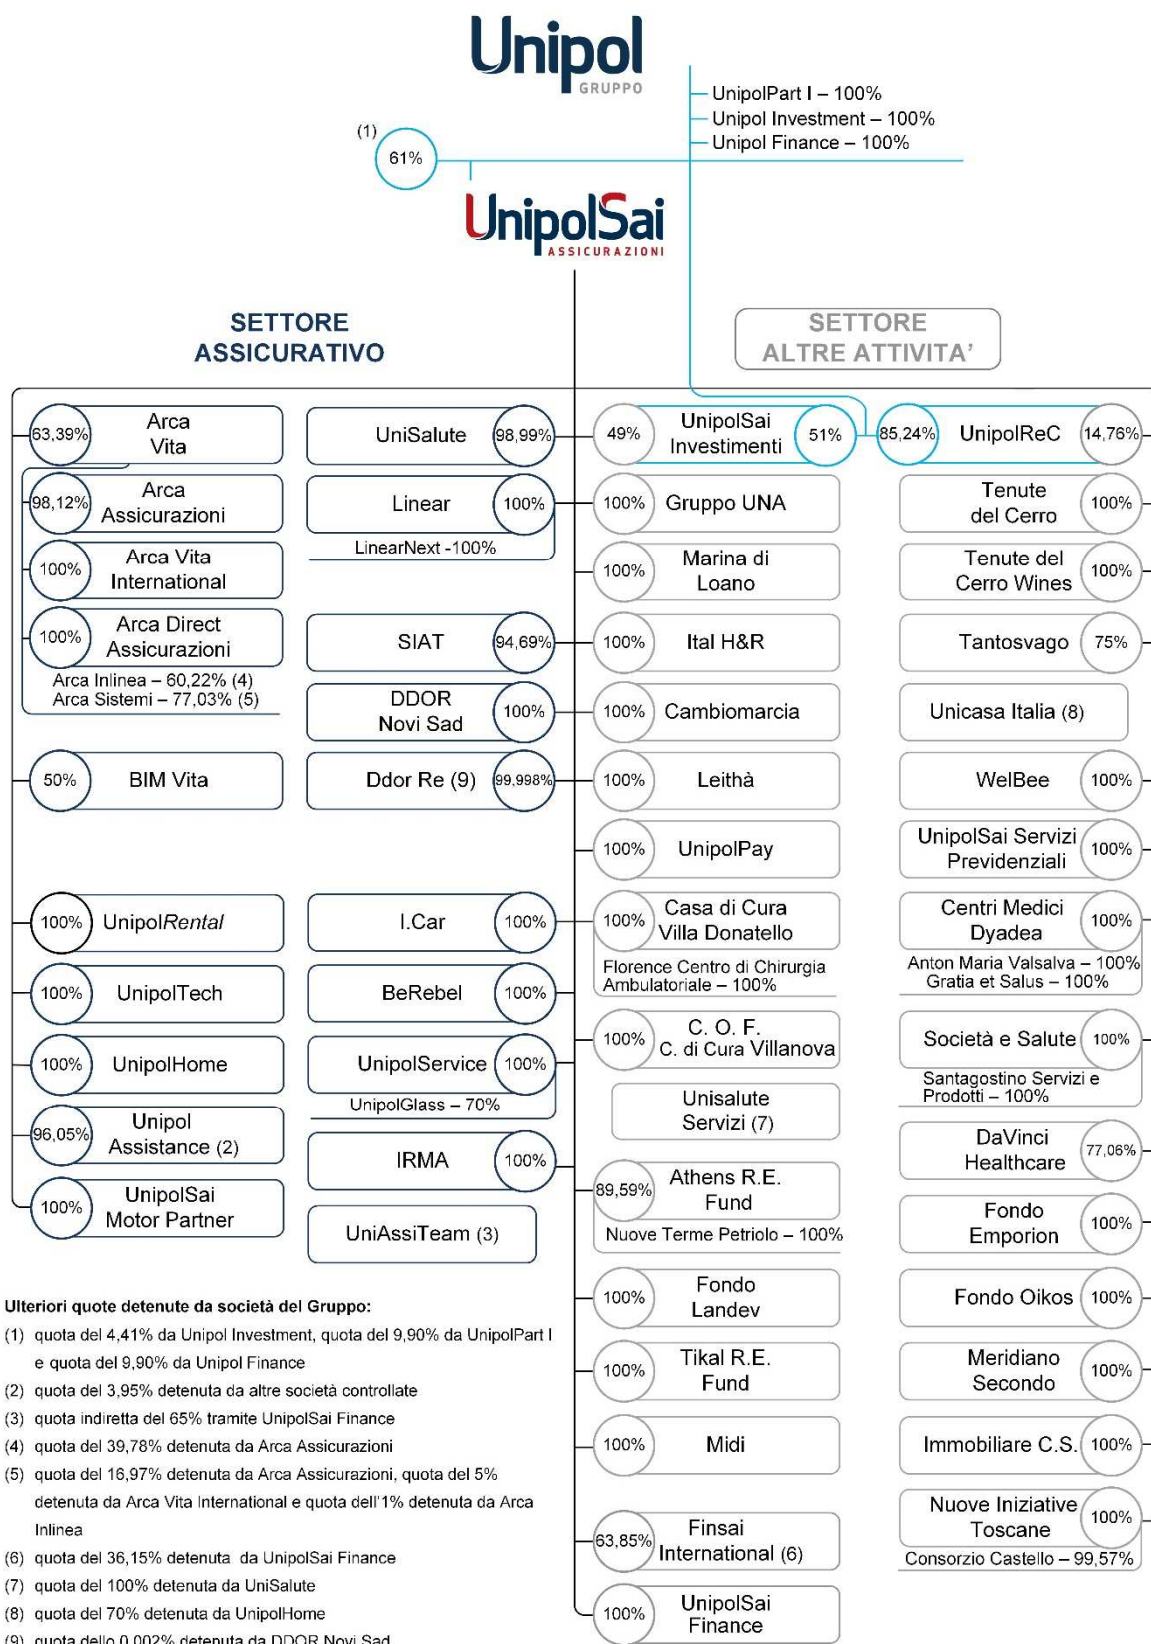 Unipol
GRUPPO
UnipolPart I – 100%
Unipol Investment – 100%
Unipol Finance – 100%
(1)
61%
UnipolSai
ASSICURAZIONI
SETTORE
ASSICURATIVO
SETTORE
ALTRE ATTIVITA’
63,39%
Arca
Vita
98,12%
Arca
Assicurazioni
100%
Arca Vita
International
100%
Arca Direct
Assicurazioni
Arca Inlinea – 60,22% (4)
Arca Sistemi – 77,03% (5)
50%
BIM Vita
100%
UnipolRental
100%
UnipolTech
100%
UnipolHome
96,05%
Unipol
Assistance (2)
100%
UnipolSai
Motor Partner
UniSalute
98,99%
Linear
100%
LinearNext -100%
SIAT
94,69%
DDOR
Novi Sad
100%
Ddor Re (9)
99,998%
I.Car
100%
BeRebel
100%
UnipolService
100%
UnipolGlass – 70%
IRMA
100%
UniAssiTeam (3)
49%
UnipolSai
Investimenti
51%
100%
Gruppo UNA
100%
Marina di
Loano
100%
Ital H&R
100%
Cambiomarcia
100%
Leithà
100%
UnipolPay
100%
Casa di Cura
Villa Donatello
Florence Centro di Chirurgia
Ambulatoriale – 100%
100%
C. O. F.
C. di Cura Villanova
Unisalute
Servizi (7)
89,59%
Athens R.E.
Fund
Nuove Terme Petriolo – 100%
100%
Fondo
Landev
100%
Tikal R.E.
Fund
100%
Midi
63,85%
Finsai
International (6)
100%
UnipolSai
Finance
85,24%
UnipolReC
14,76%
Tenute
del Cerro
100%
Tenute del
Cerro Wines
100%
Tantosvago
75%
Unicasa Italia (8)
WelBee
100%
UnipolSai Servizi
Previdenziali
100%
Centri Medici
Dyadea
100%
Anton Maria Valsalva – 100%
Gratia et Salus – 100%
Società e Salute
100%
Santagostino Servizi e
Prodotti – 100%
DaVinci
Healthcare
77,06%
Fondo
Emporion
100%
Fondo Oikos
100%
Meridiano
Secondo
100%
Immobiliare C.S.
100%
Nuove Iniziative
Toscane
100%
Consorzio Castello – 99,57%
Ulteriori quote detenute da società del Gruppo:
(1) quota del 4,41% da Unipol Investment, quota del 9,90% da UnipolPart I
e quota del 9,90% da Unipol Finance
(2) quota del 3,95% detenuta da altre società controllate
(3) quota indiretta del 65% tramite UnipolSai Finance
(4) quota del 39,78% detenuta da Arca Assicurazioni
(5) quota del 16,97% detenuta da Arca Assicurazioni, quota del 5%
detenuta da Arca Vita International e quota dell'1% detenuta da Arca
Inlinea
(6) quota del 36,15% detenuta da UnipolSai Finance
(7) quota del 100% detenuta da UniSalute
(8) quota del 70% detenuta da UnipolHome
(9) quota dello 0,002% detenuta da DDOR Novi Sad